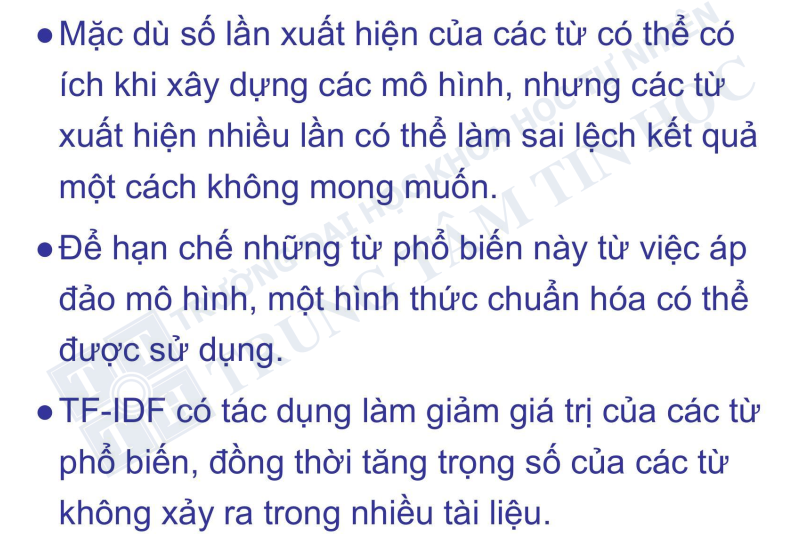 ●Mặc dù số lần xuất hiện của các từ có thể có
ích khi xây dựng các mô hình, nhưng các từ
xuất hiện nhiều lần có thể làm sai lệch kết quả
một cách không mong muốn.
●Để hạn chế những từ phổ biến này từ việc áp
đảo mô hình, một hình thức chuẩn hóa có thể
được sử dụng.
●TF-IDF có tác dụng làm giảm giá trị của các từ
phổ biến, đồng thời tăng trọng số của các từ
không xảy ra trong nhiều tài liệu.
TRƯỜNG ĐẠI HỌC KHOA HỌC TỰ NHIÊN
TRUNG TÂM TIN HỌC